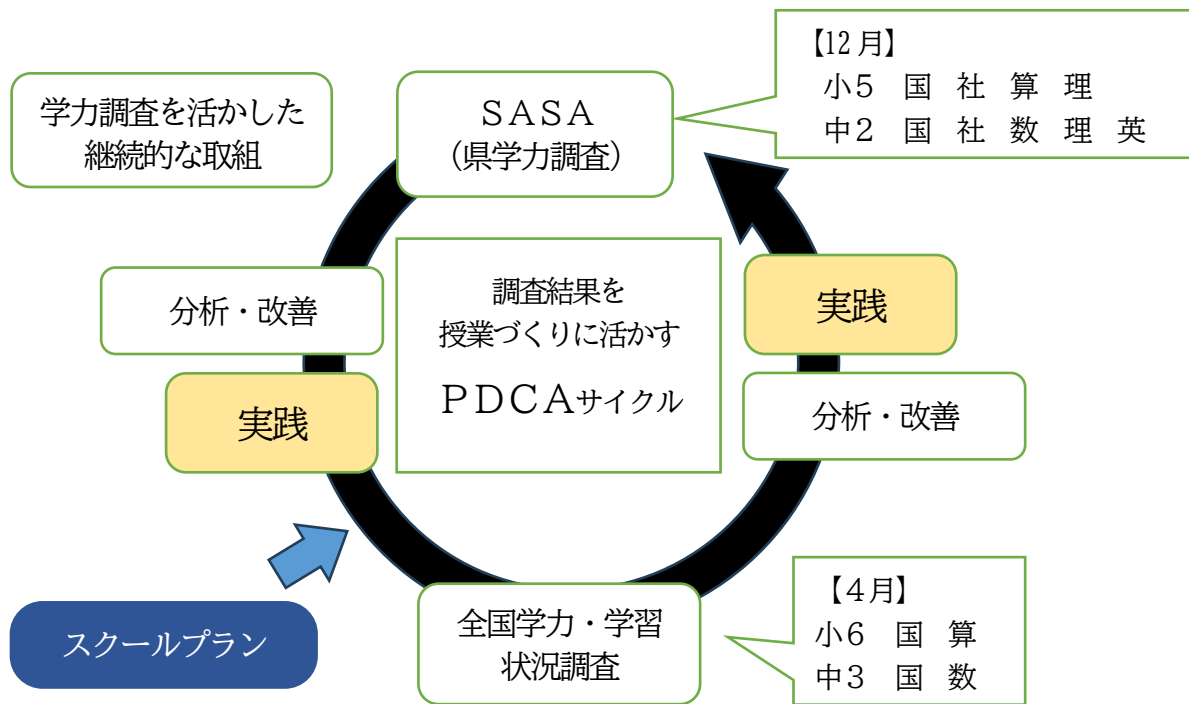 学力調査を活かした
継続的な取組
ＳＡＳＡ
（県学力調査）
【12月】
小５　国　社　算　理
中２　国　社　数　理　英
分析・改善
実践
調査結果を
授業づくりに活かす
ＰＤＣＡサイクル
実践
分析・改善
スクールプラン
全国学力・学習
状況調査
【４月】
小６　国　算
中３　国　数